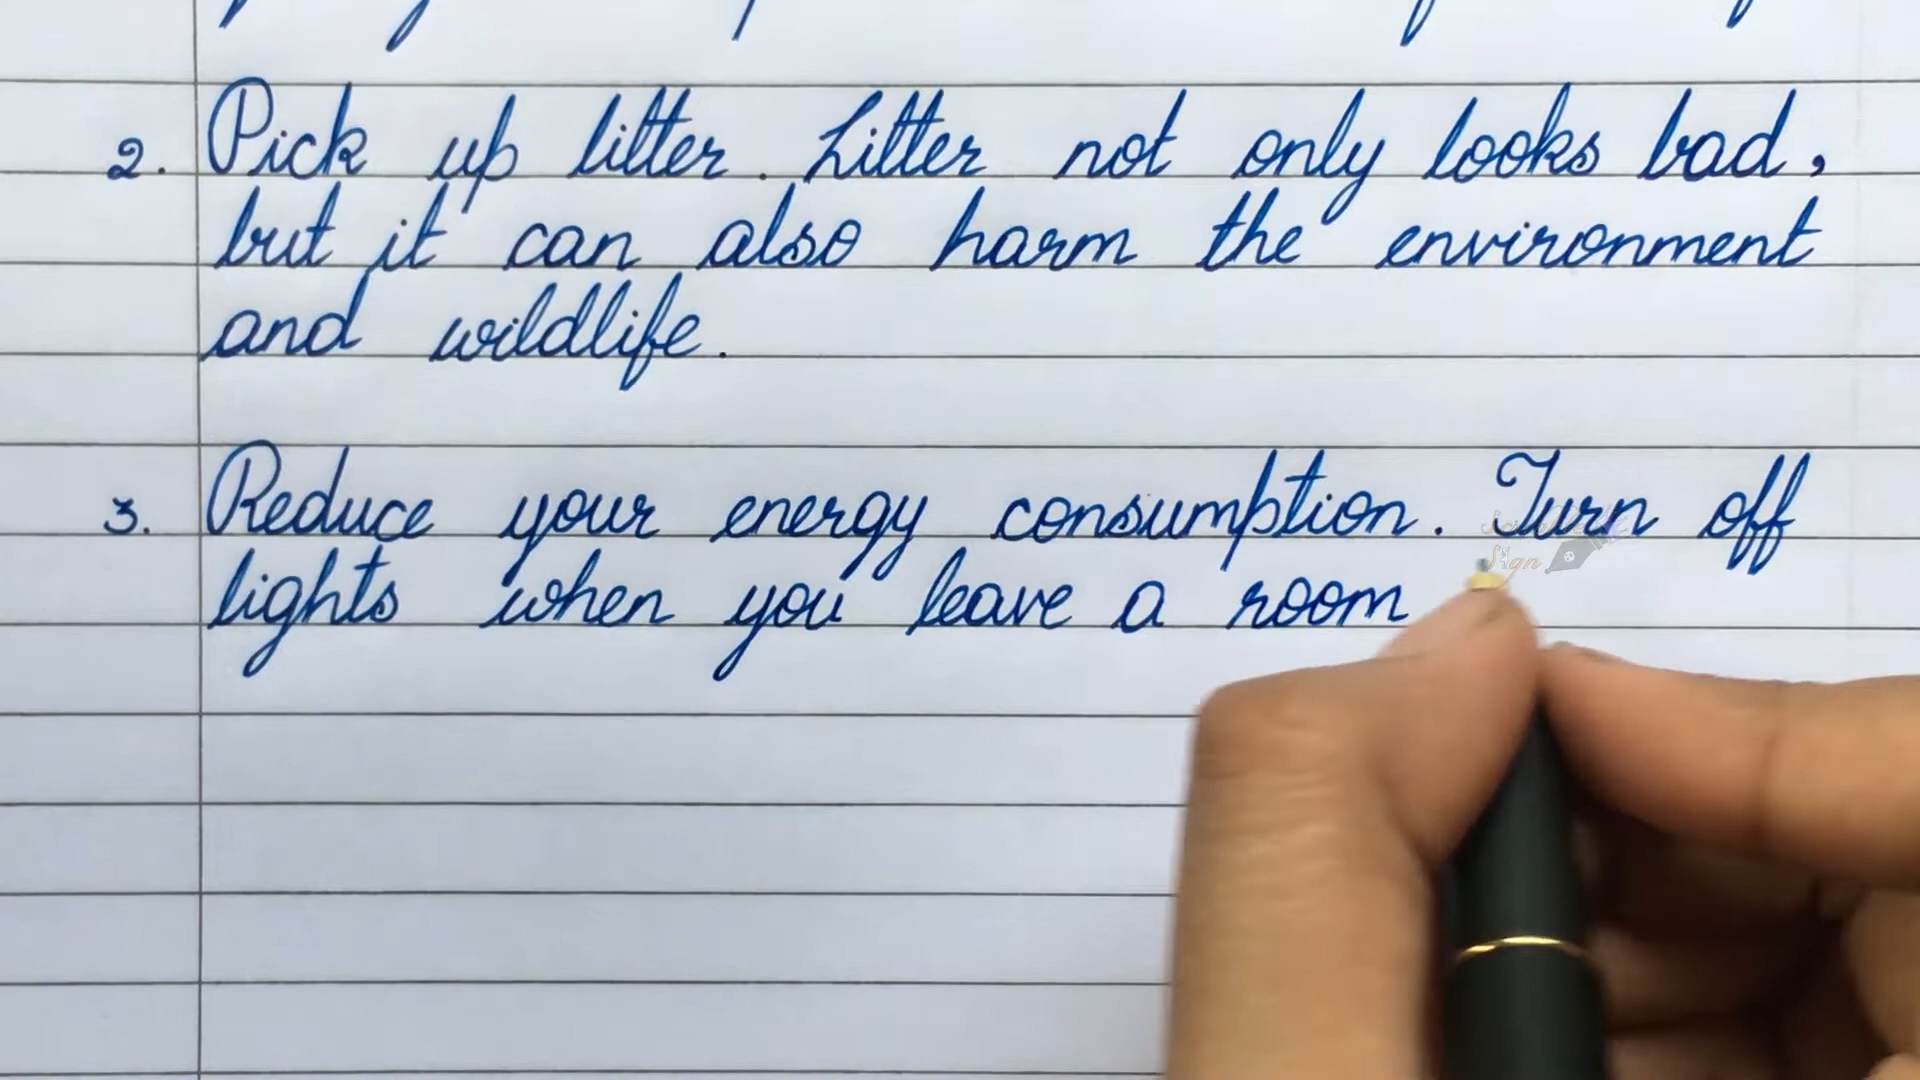 2. Pick up litter. Litter not only looks bad,
but it can also harm the environment
and wildlife.
3. Reduce your energy consumption. Turn off
Sign
lights when you leave a room